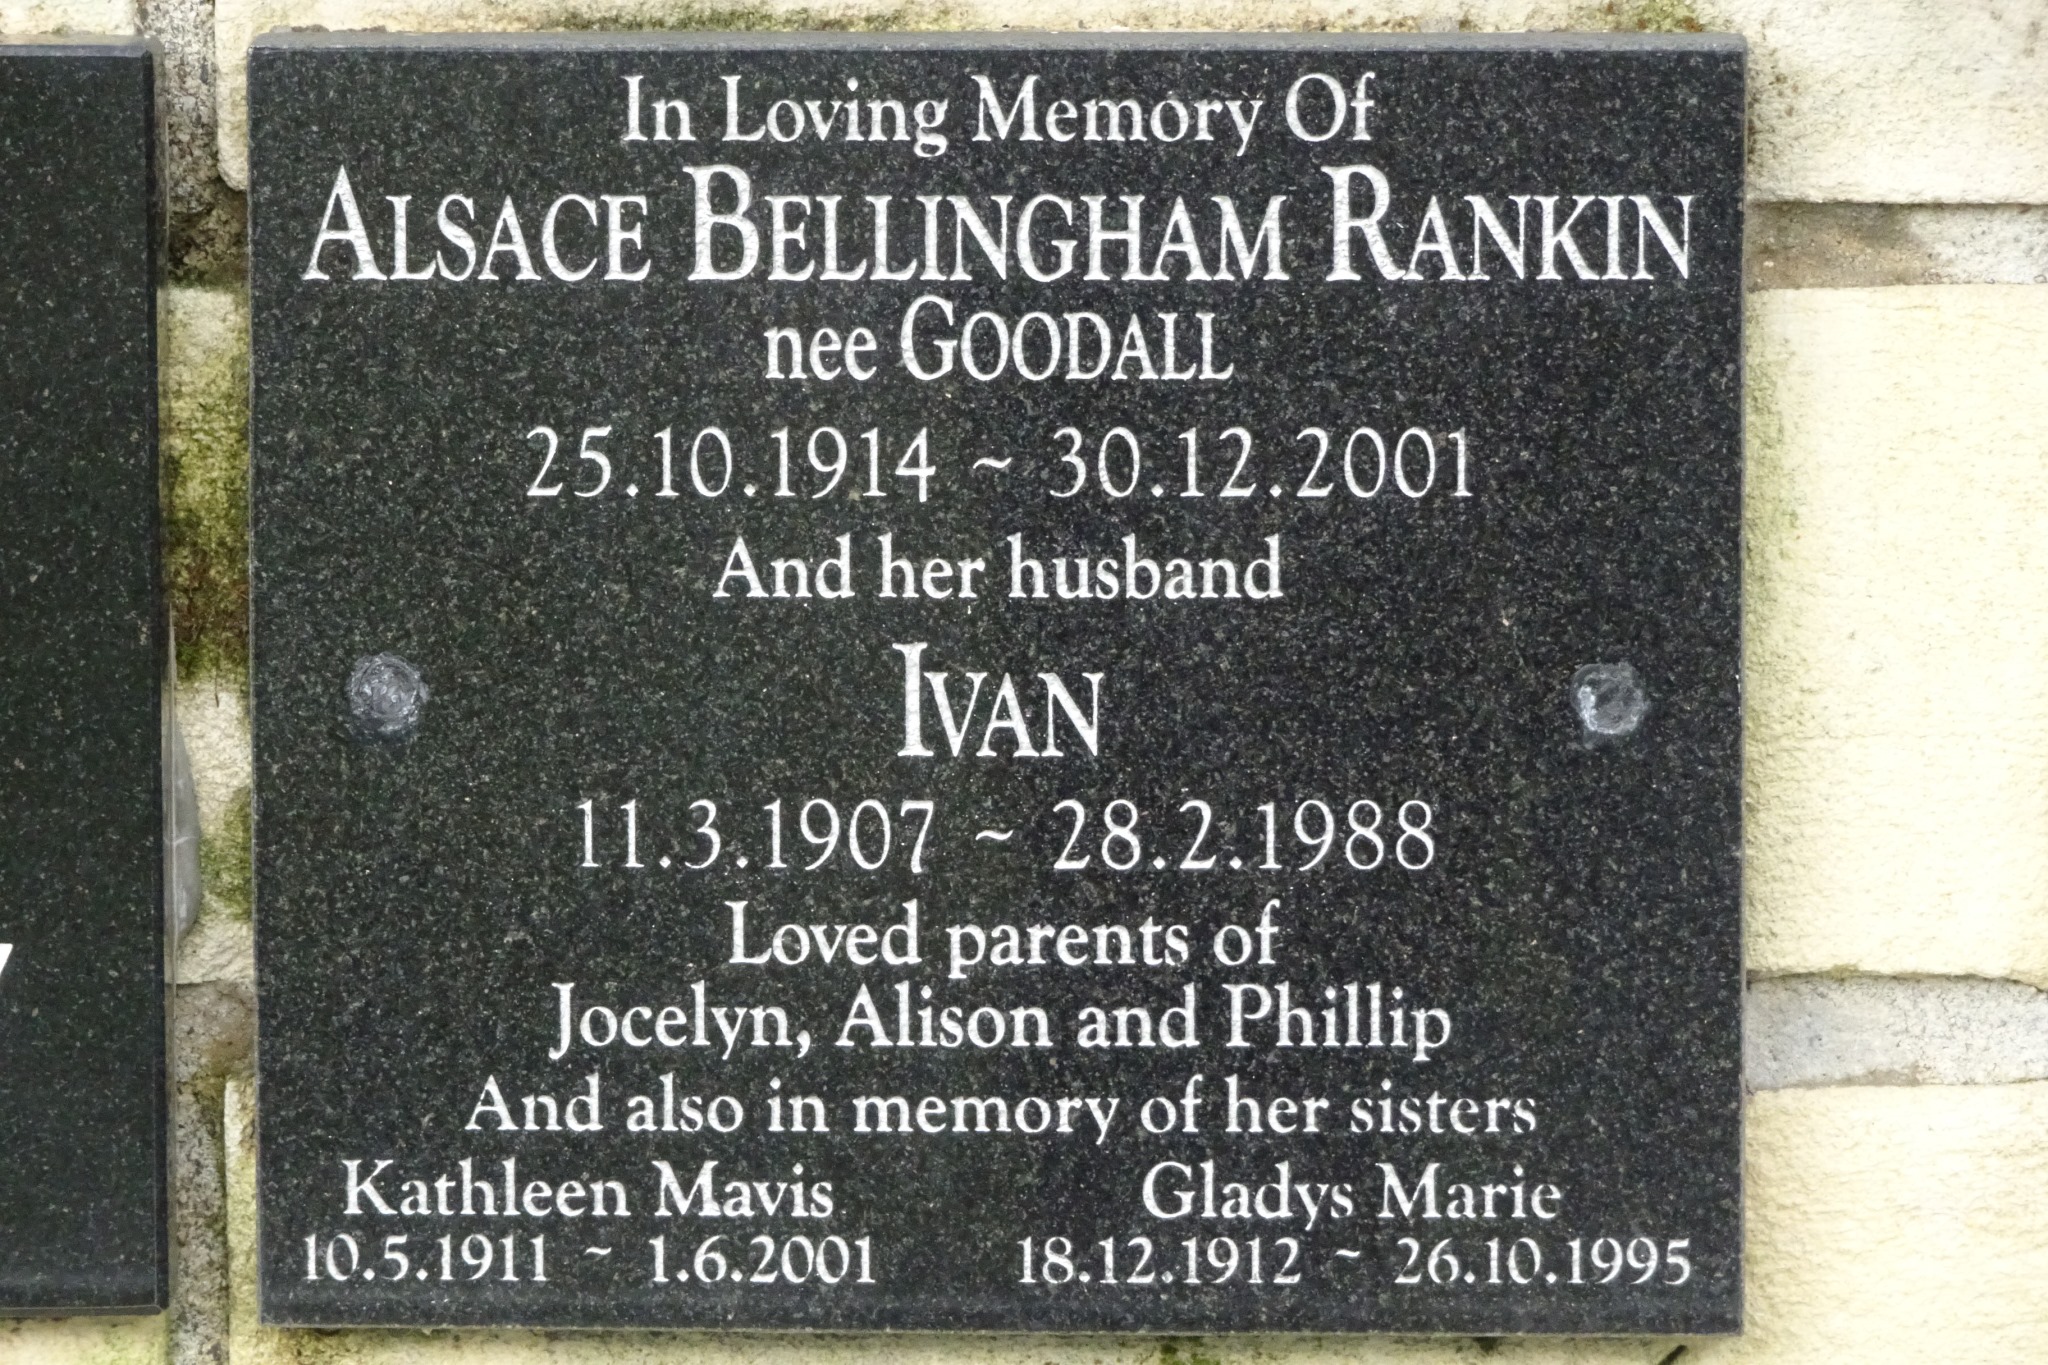 In Loving Memory Of
ALSACE BELLINGHAM RANKIN
nee GOODALL
25.10.1914 ~ 30.12.2001
And her husband
IVAN
11.3.1907 ~ 28.2.1988
Loved parents of
Jocelyn, Alison and Phillip
And also in memory of her sisters
Kathleen Mavis Gladys Marie
10.5.1911 ~ 1.6.2001 18.12.1912 ~ 26.10.1995